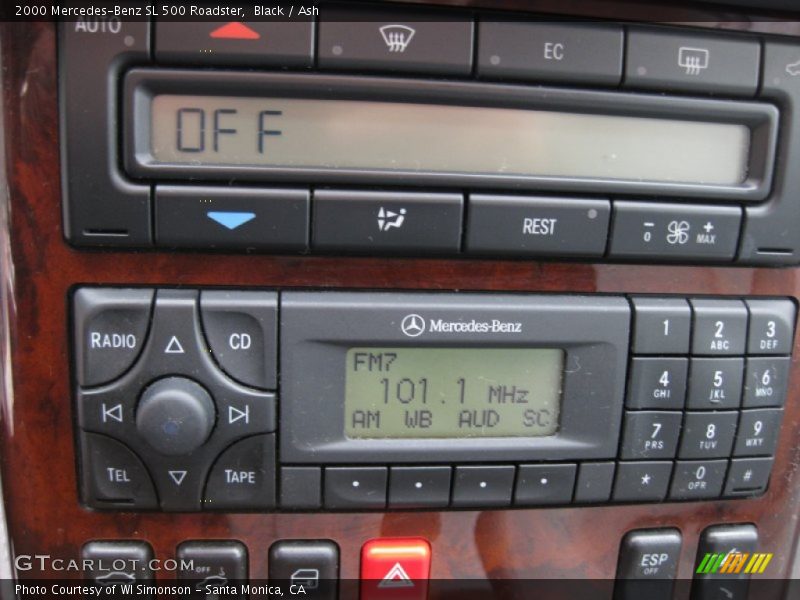 2000 Mercedes-Benz SL 500 Roadster, Black / Ash
AUTO
EC
OFF
REST
- 0 + MAX
RADIO
CD
Mercedes-Benz
FM7
101.1 MHz
AM WB AUD SC
TEL
TAPE
1
2 ABC
3 DEF
4 GHI
5 JKL
6 MNO
7 PRS
8 TUV
9 WXY
*
0 OPR
#
OFF
ESP OFF
GTCARLOT.COM
Photo Courtesy of WI Simonson - Santa Monica, CA